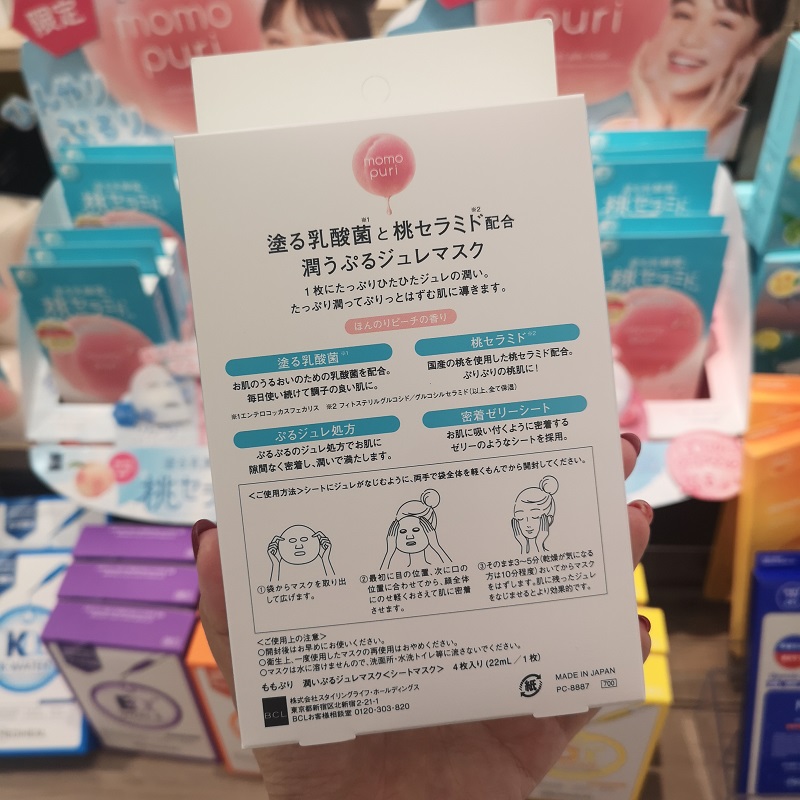 限定
momo
puri
puri
momo
puri
塗る乳酸菌※1と桃セラミド※2配合
潤うぷるジュレマスク
1枚にたっぷりひたひたジュレの潤い。
たっぷり潤ってぷりっとはずむ肌に導きます。
ほんのりピーチの香り
塗る乳酸菌※1
お肌のうるおいのための乳酸菌を配合。
毎日使い続けて調子の良い肌に。
桃セラミド※2
国産の桃を使用した桃セラミド配合。
ぷりぷりの桃肌に!
※1エンテロコッカスフェカリス ※2 フィトステリルグルコシド/グルコシルセラミド(以上、全て保湿)
ぷるジュレ処方
ぷるぷるのジュレ処方でお肌に
隙間なく密着し、潤いで満たします。
密着ゼリーシート
お肌に吸い付くように密着する
ゼリーのようなシートを採用。
<ご使用方法>シートにジュレがなじむように、両手で袋全体を軽くもんでから開封してください。
①袋からマスクを取り出
して広げます。
②最初に目の位置、次に口の
位置に合わせてから、顔全体
にのせ軽くおさえて肌に密着
させます。
③そのまま3~5分(乾燥が気になる
方は10分程度)おいてからマスク
をはずします。肌に残ったジュレ
をなじませるとより効果的です。
<ご使用上の注意>
○開封後はお早めにお使いください。
○衛生上、一度使用したマスクの再使用はおやめください。
○マスクは水に溶けませんので、洗面所・水洗トイレ等に流さないでください。
ももぷり 潤いぷるジュレマスク<シートマスク> 4枚入り(22mL/1枚)
BCL
株式会社スタイリングライフ・ホールディングス
東京都新宿区北新宿2-21-1
BCLお客様相談室 0120-303-820
紙
MADE IN JAPAN
PC-8887
700
桃セラミド
桃セラミド
桃セラ
EX